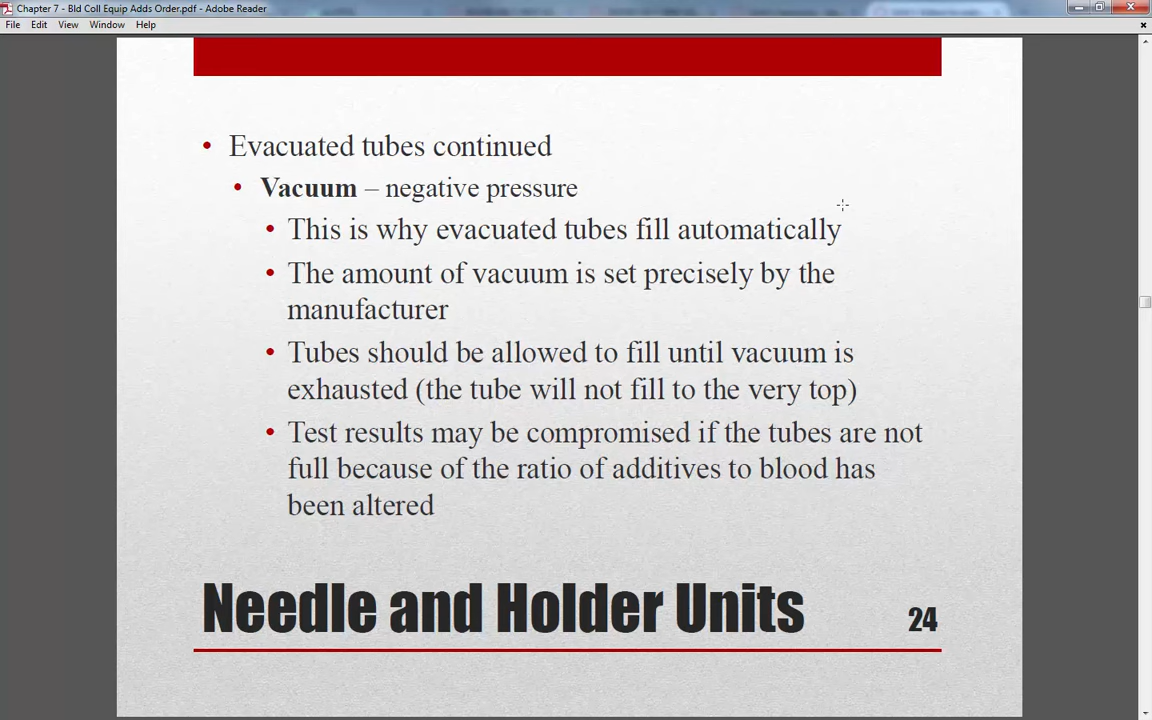 Chapter 7 - Bld Coll Equip Adds Order.pdf - Adobe Reader
File Edit View Window Help
• Evacuated tubes continued
• Vacuum – negative pressure
• This is why evacuated tubes fill automatically
• The amount of vacuum is set precisely by the
manufacturer
• Tubes should be allowed to fill until vacuum is
exhausted (the tube will not fill to the very top)
• Test results may be compromised if the tubes are not
full because of the ratio of additives to blood has
been altered
Needle and Holder Units 24